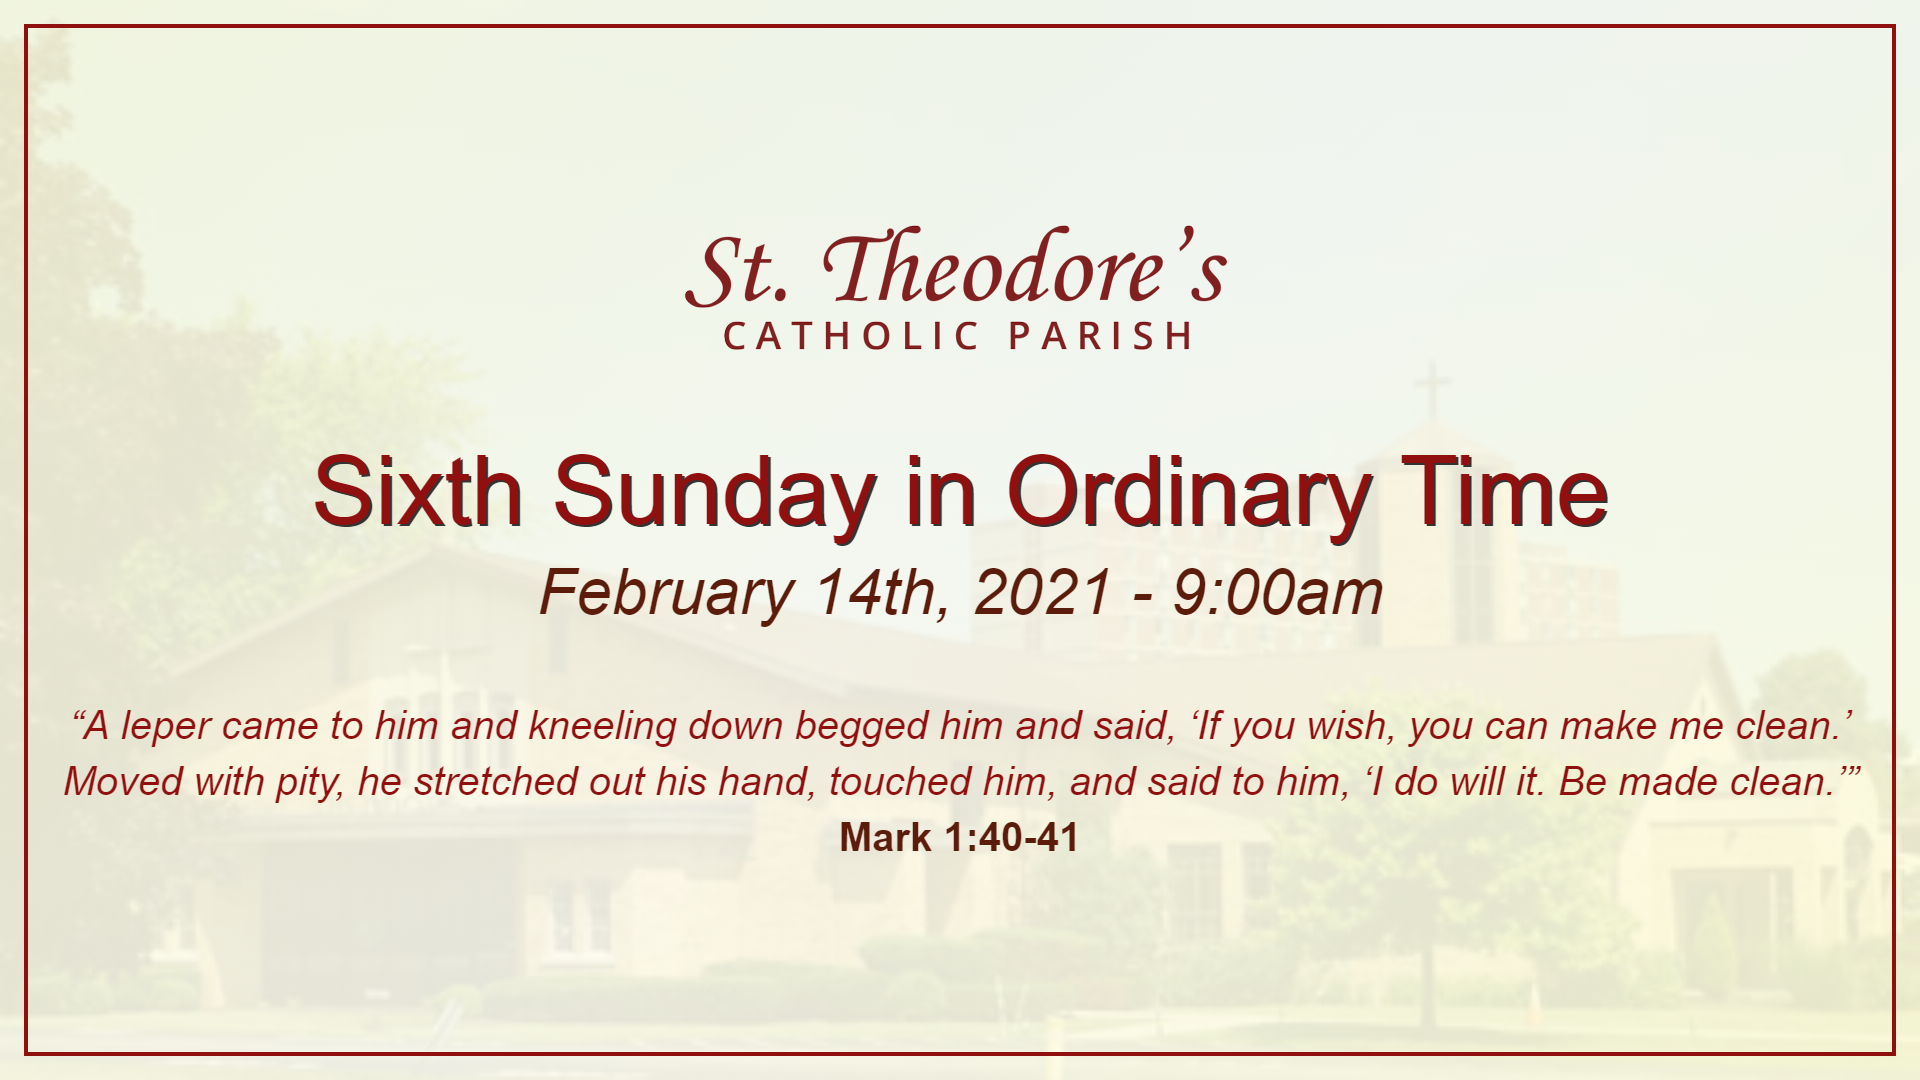 St. Theodore’s
CATHOLIC PARISH
Sixth Sunday in Ordinary Time
February 14th, 2021 - 9:00am
“A leper came to him and kneeling down begged him and said, ‘If you wish, you can make me clean.’
Moved with pity, he stretched out his hand, touched him, and said to him, ‘I do will it. Be made clean.’”
Mark 1:40-41